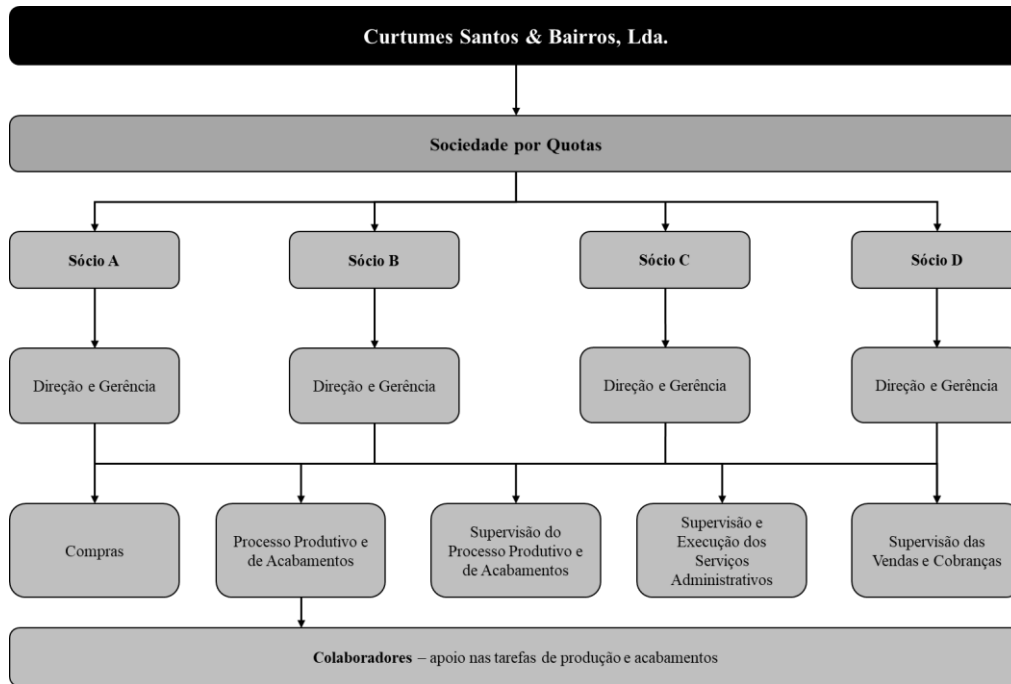 Curtumes Santos & Bairros, Lda.
Sociedade por Quotas
Sócio A
Sócio B
Sócio C
Sócio D
Direção e Gerência
Direção e Gerência
Direção e Gerência
Direção e Gerência
Compras
Processo Produtivo e
de Acabamentos
Supervisão do
Processo Produtivo e
de Acabamentos
Supervisão e
Execução dos
Serviços
Administrativos
Supervisão das
Vendas e Cobranças
Colaboradores – apoio nas tarefas de produção e acabamentos